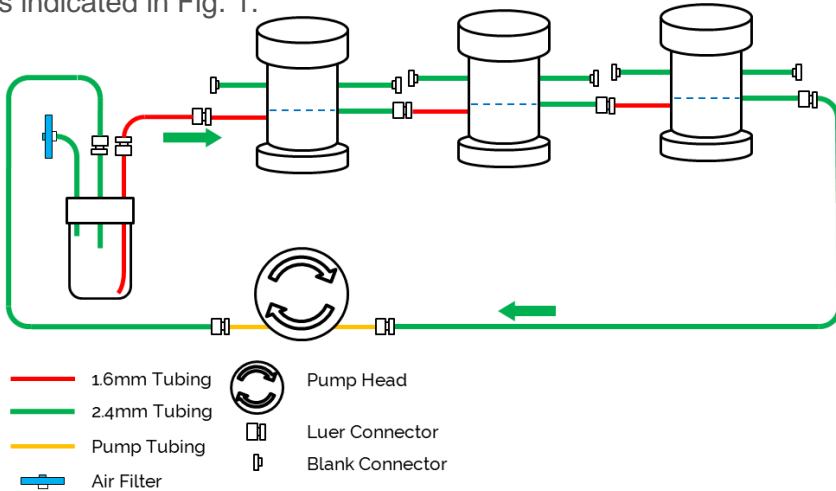 s indicated in Fig. 1.
1.6mm Tubing
Pump Head
2.4mm Tubing
Luer Connector
Pump Tubing
Blank Connector
Air Filter